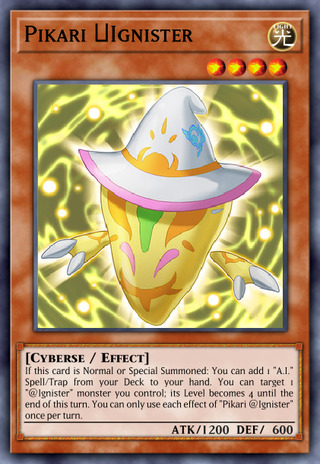 Pikari □Ignister
LIGHT
光
[Cyberse / Effect]
If this card is Normal or Special Summoned: You can add 1 "A.I."
Spell/Trap from your Deck to your hand. You can target 1
"@Ignister" monster you control; its Level becomes 4 until the
end of this turn. You can only use each effect of "Pikari @Ignister"
once per turn.
ATK/1200 DEF/ 600